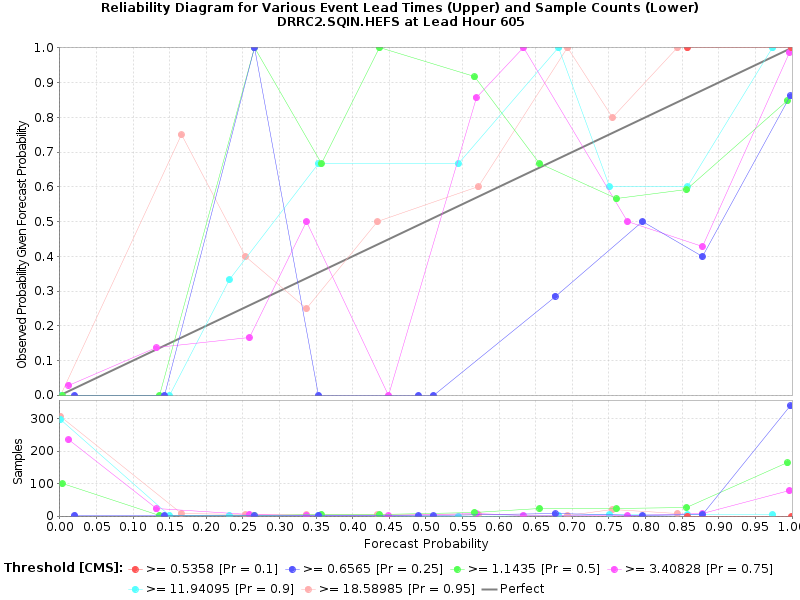 Reliability Diagram for Various Event Lead Times (Upper) and Sample Counts (Lower)
DRRC2.SQIN.HEFS at Lead Hour 605
Observed Probability Given Forecast Probability
1.0
0.9
0.8
0.7
0.6
0.5
0.4
0.3
0.2
0.1
0.0
Samples
300
200
100
0
0.00 0.05 0.10 0.15 0.20 0.25 0.30 0.35 0.40 0.45 0.50 0.55 0.60 0.65 0.70 0.75 0.80 0.85 0.90 0.95 1.0
Forecast Probability
Threshold [CMS]: >= 0.5358 [Pr = 0.1] >= 0.6565 [Pr = 0.25] >= 1.1435 [Pr = 0.5] >= 3.40828 [Pr = 0.75]
>= 11.94095 [Pr = 0.9] >= 18.58985 [Pr = 0.95] Perfect